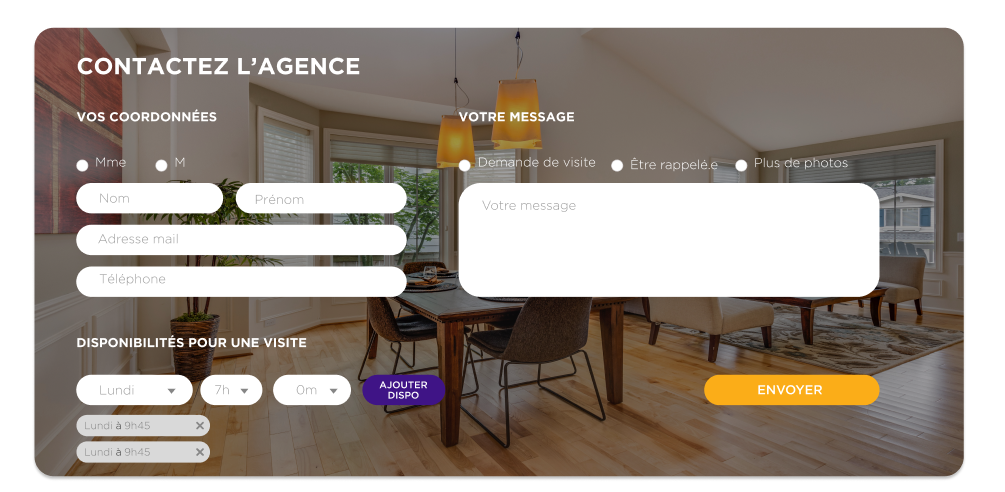 CONTACTEZ L’AGENCE
VOS COORDONNÉES
Mme
M
Nom
Prénom
Adresse mail
Téléphone
VOTRE MESSAGE
Demande de visite
Être rappelé.e
Plus de photos
Votre message
DISPONIBILITÉS POUR UNE VISITE
Lundi
7h
0m
AJOUTER
DISPO
Lundi à 9h45
Lundi à 9h45
ENVOYER